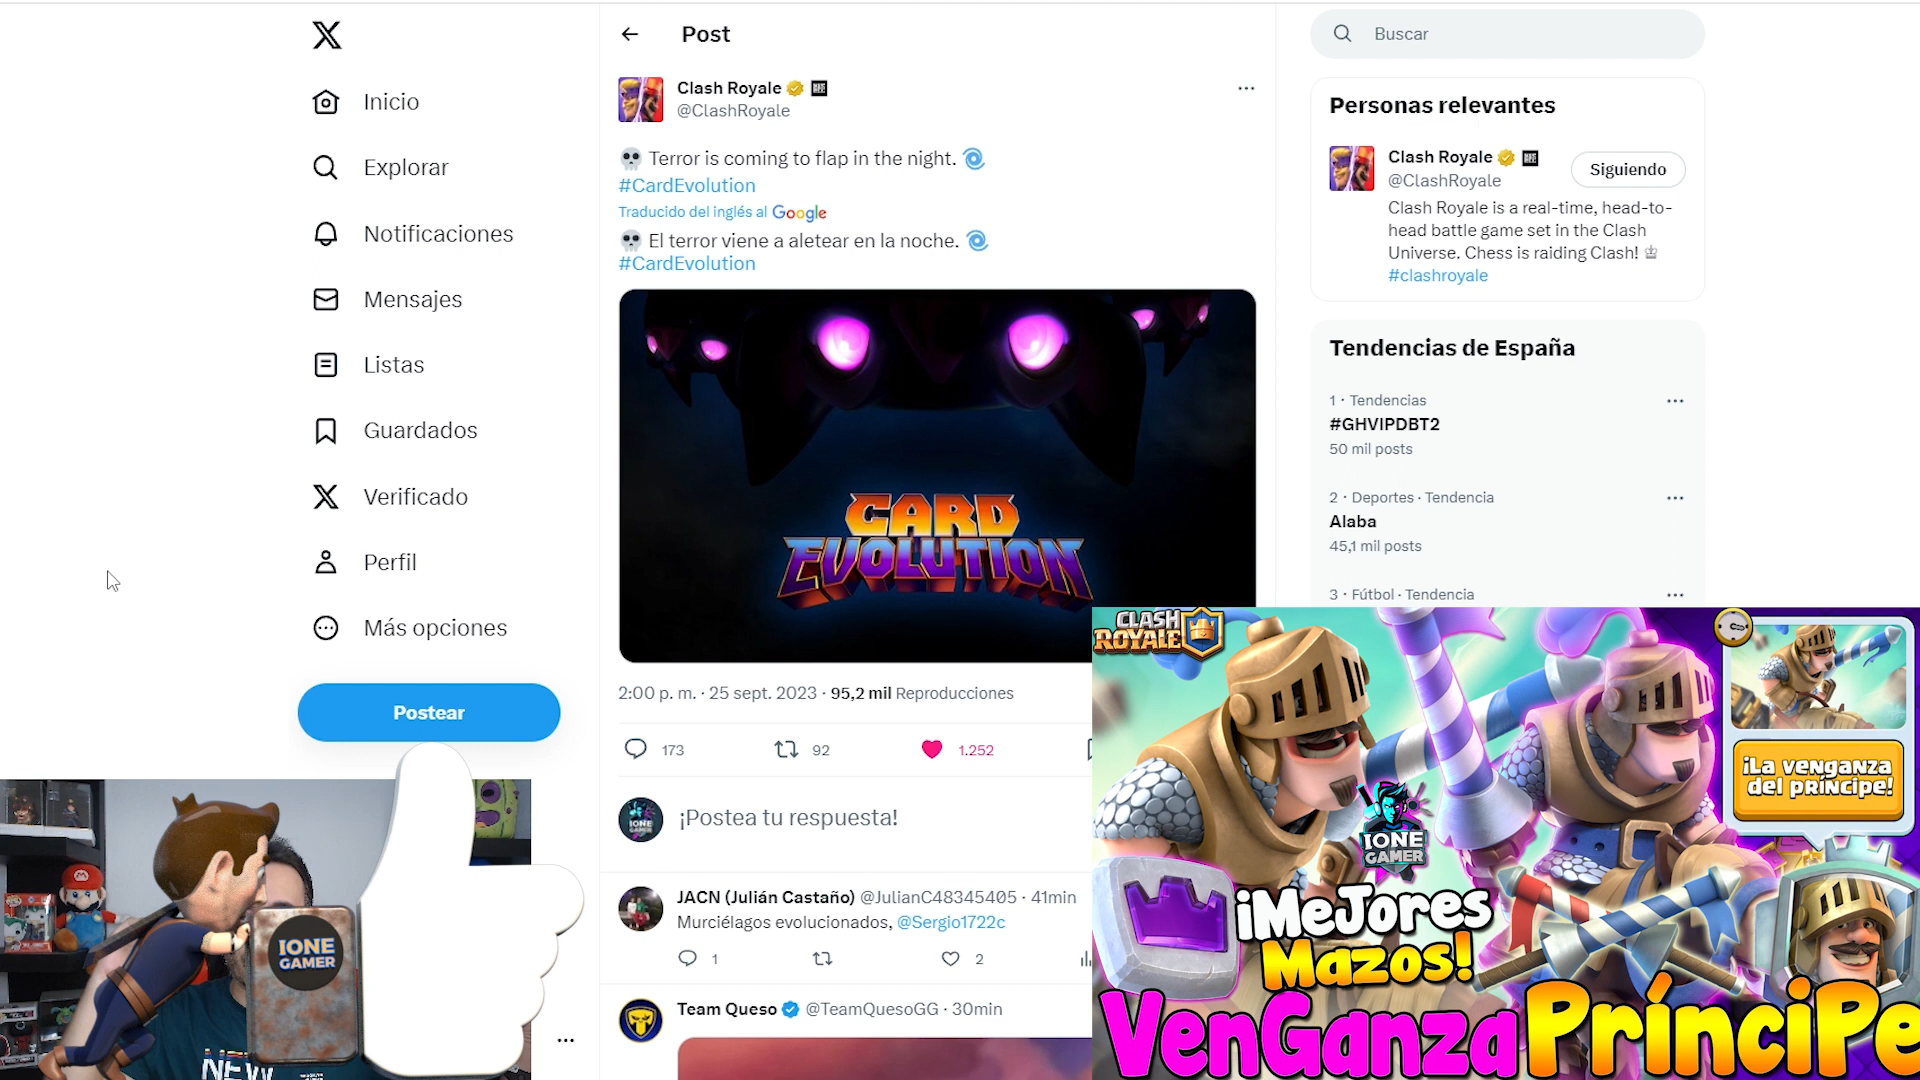 Inicio
Explorar
Notificaciones
Mensajes
Listas
Guardados
Verificado
Perfil
Más opciones
Postear
Post
Clash Royale
@ClashRoyale
Terror is coming to flap in the night.
#CardEvolution
Traducido del inglés al Google
El terror viene a aletear en la noche.
#CardEvolution
CARD
EVOLUTION
2:00 p. m. · 25 sept. 2023 · 95,2 mil Reproducciones
173
92
1.252
¡Postea tu respuesta!
JACN (Julián Castaño) @JulianC48345405 · 41min
Murciélagos evolucionados, @Sergio1722c
1
2
Team Queso @TeamQuesoGG · 30min
Buscar
Personas relevantes
Clash Royale
@ClashRoyale
Siguiendo
Clash Royale is a real-time, head-to-
head battle game set in the Clash
Universe. Chess is raiding Clash!
#clashroyale
Tendencias de España
1 · Tendencias
#GHVIPDBT2
50 mil posts
2 · Deportes · Tendencia
Alaba
45,1 mil posts
3 · Fútbol · Tendencia
CLASH
ROYALE
¡La venganza
del príncipe!
IONE
GAMER
¡MeJores
Mazos!
VenGanza PrínciPe
IONE
GAMER
IONE
GAMER
NEW